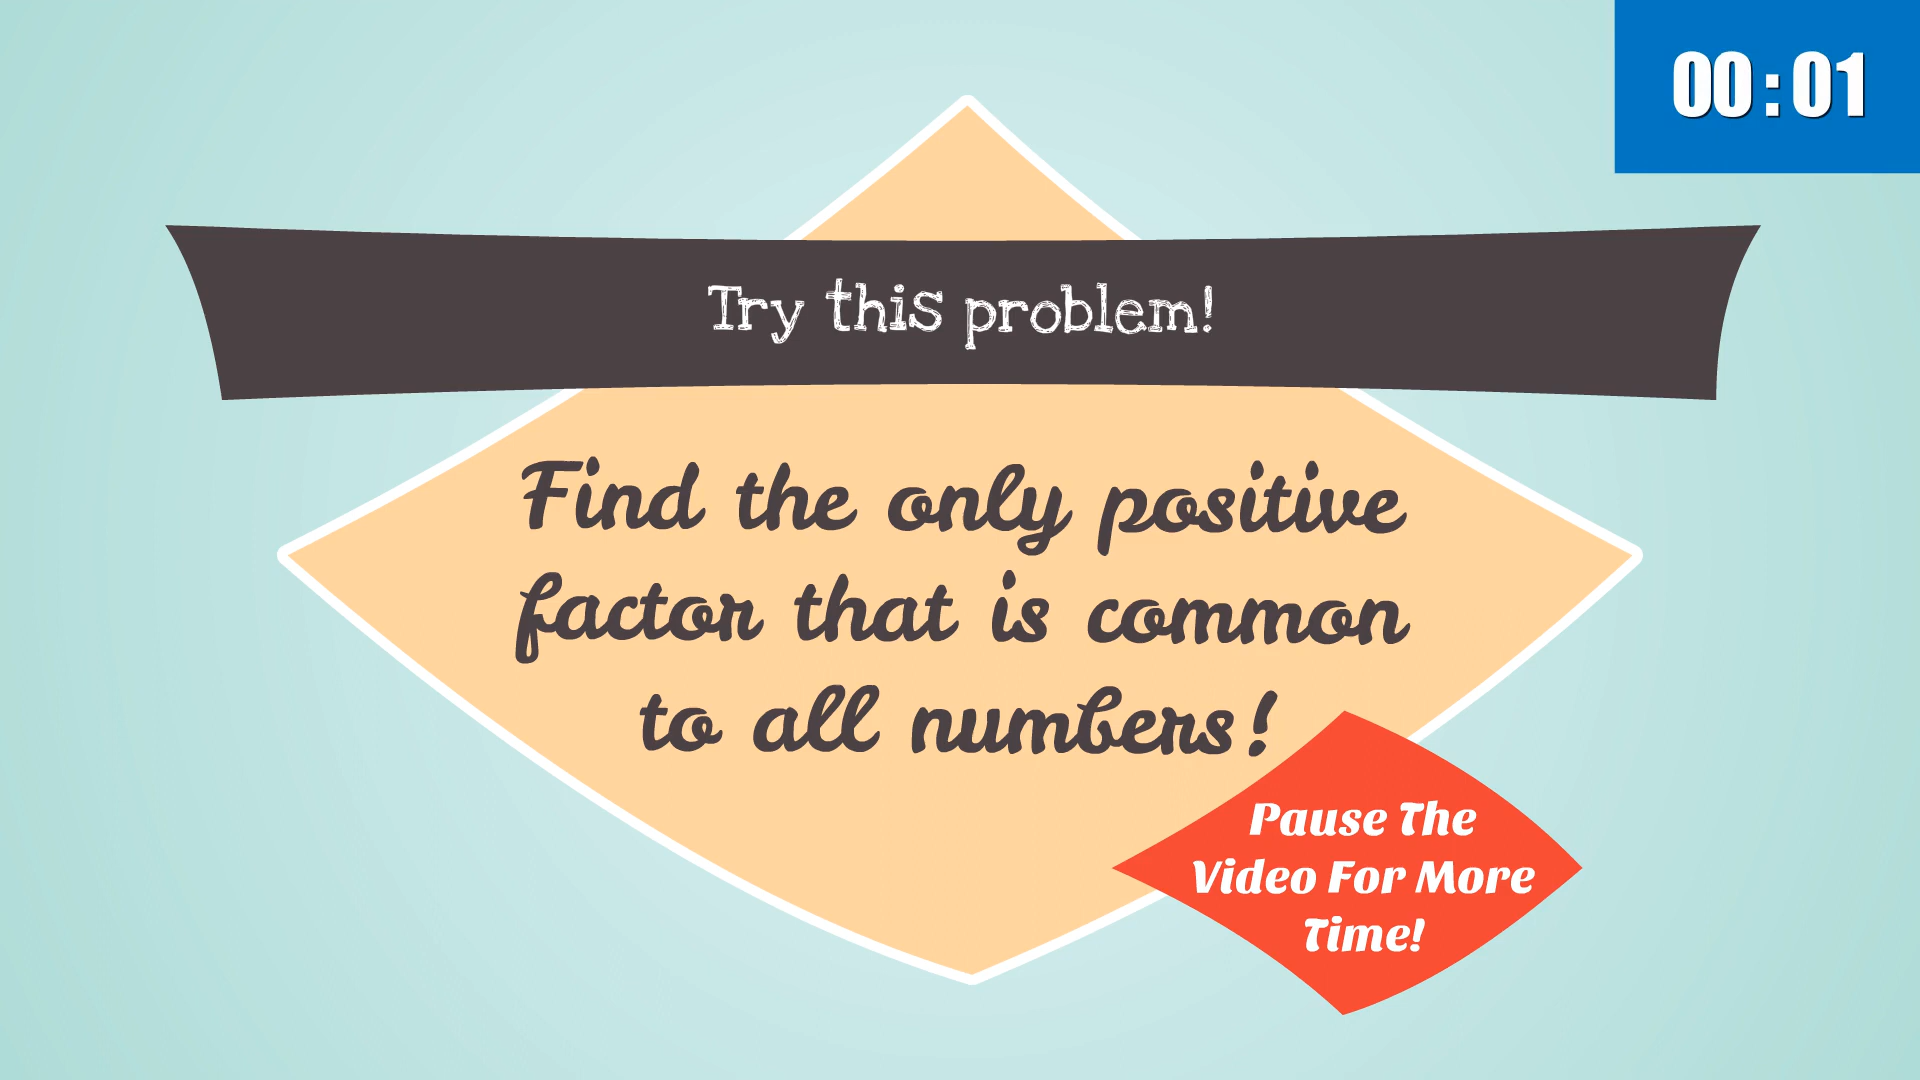 00:01
Try this problem!
Find the only positive
factor that is common
to all numbers!
Pause The
Video For More
Time!